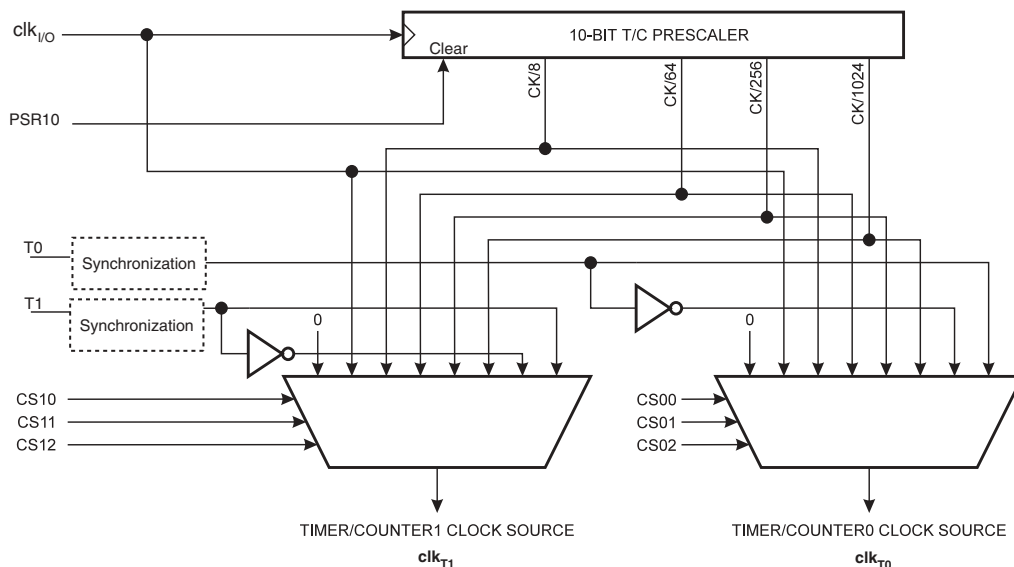 clkI/O
10-BIT T/C PRESCALER
Clear
CK/8
CK/64
CK/256
CK/1024
PSR10
T0
Synchronization
T1
Synchronization
0
0
CS10
CS11
CS12
CS00
CS01
CS02
TIMER/COUNTER1 CLOCK SOURCE
clkT1
TIMER/COUNTER0 CLOCK SOURCE
clkT0